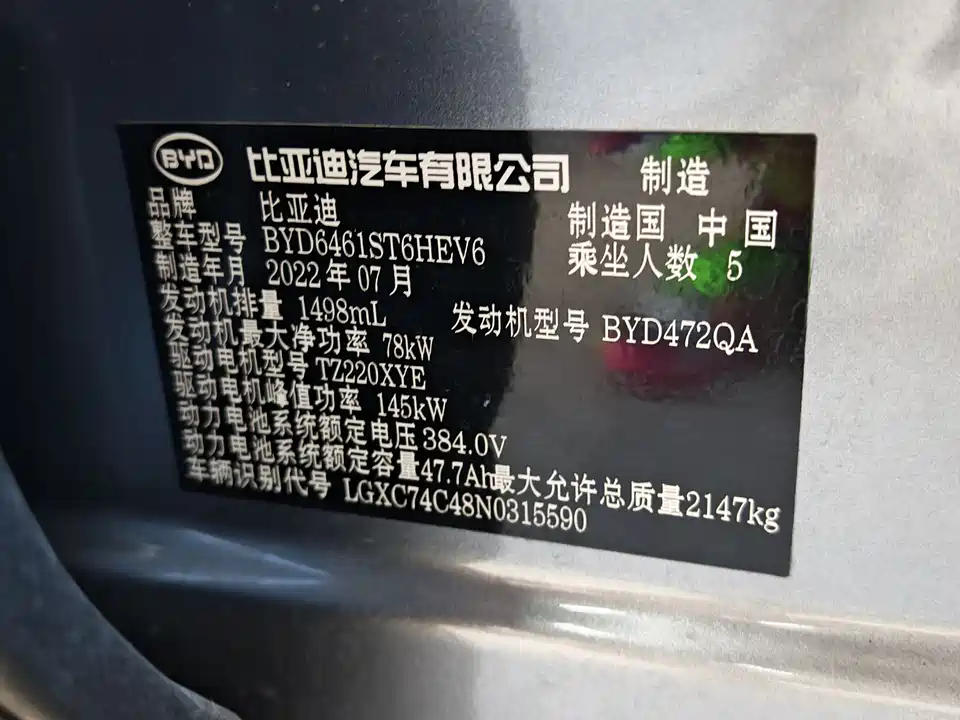 BYD 比亚迪汽车有限公司 制造
品牌 比亚迪 制造国 中国
整车型号 BYD6461ST6HEV6 乘坐人数 5
制造年月 2022年07月
发动机排量 1498mL 发动机型号 BYD472QA
发动机最大净功率 78kW
驱动电机型号 TZ220XYE
驱动电机峰值功率 145kW
动力电池系统额定电压 384.0V
动力电池系统额定容量 47.7Ah 最大允许总质量 2147kg
车辆识别代号 LGXC74C48N0315590